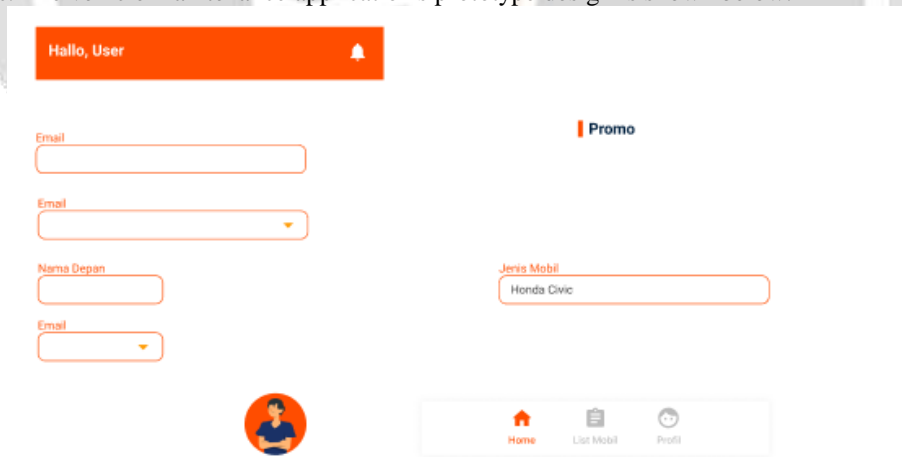 Hallo, User
Promo
Email
Email
Nama Depan
Jenis Mobil
Honda Civic
Email
Home
List Mobil
Profil